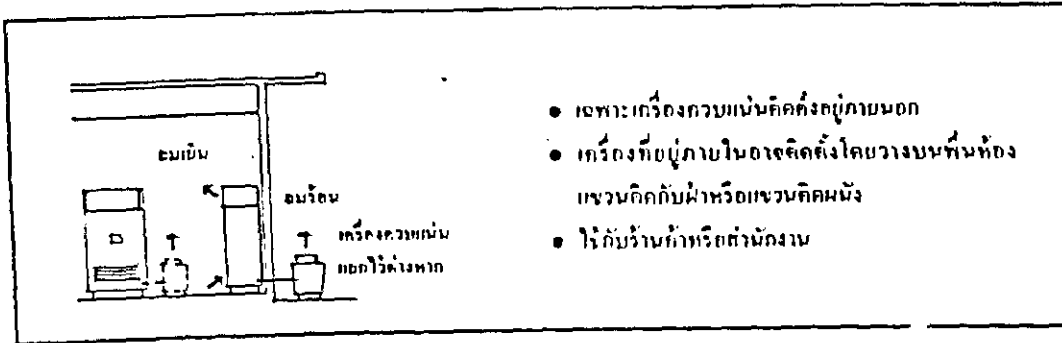 ลมเย็น
ลมร้อน
เครื่องควบแน่น
แยกไว้ต่างหาก
● เฉพาะเครื่องควบแน่นติดตั้งอยู่ภายนอก
● เครื่องที่อยู่ภายในอาจติดตั้งโดยวางบนพื้นห้อง
แขวนติดกับฝ้าหรือแขวนติดผนัง
● ใช้กับร้านค้าหรือสำนักงาน